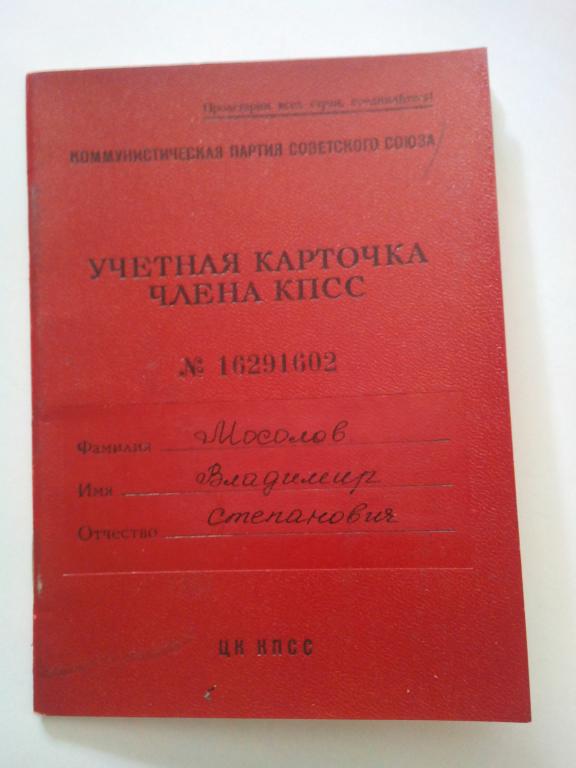 Пролетарии всех стран, соединяйтесь!
КОММУНИСТИЧЕСКАЯ ПАРТИЯ СОВЕТСКОГО СОЮЗА
УЧЕТНАЯ КАРТОЧКА
ЧЛЕНА КПСС
№ 16291602
Фамилия Мосолов
Имя Владимир
Отчество Степанович
ЦК КПСС